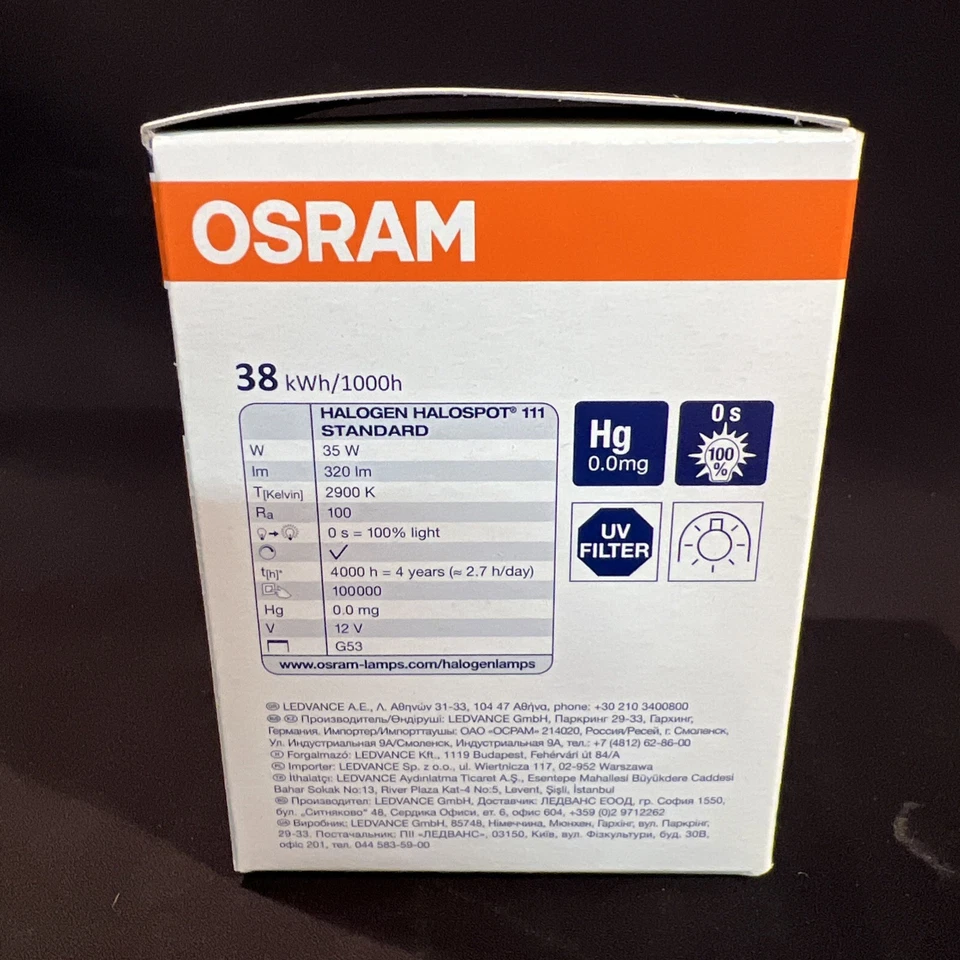 OSRAM
38 kWh/1000h
HALOGEN HALOSPOT® 111
STANDARD
W 35 W
lm 320 lm
T[Kelvin] 2900 K
Ra 100
0 s = 100% light
t[h]* 4000 h = 4 years (≈ 2.7 h/day)
100000
Hg 0.0 mg
V 12 V
G53
www.osram-lamps.com/halogenlamps
Hg
0.0mg
0 s
100
%
UV
FILTER
GR LEDVANCE A.E., Λ. Αθηνών 31-33, 104 47 Αθήνα, phone: +30 210 3400800
RUS KZ Производитель/Өндіруші: LEDVANCE GmbH, Паркринг 29-33, Гархинг,
Германия. Импортер/Импорттаушы: ОАО «ОСРАМ» 214020, Россия/Ресей, г. Смоленск,
Ул. Индустриальная 9А/Смоленск, Индустриальная 9А, тел.: +7 (4812) 62-86-00
H Forgalmazó: LEDVANCE Kft., 1119 Budapest, Fehérvári út 84/A
PL Importer: LEDVANCE Sp. z o.o., ul. Wiertnicza 117, 02-952 Warszawa
TR İthalatçı: LEDVANCE Aydınlatma Ticaret A.Ş., Esentepe Mahallesi Büyükdere Caddesi
Bahar Sokak No:13, River Plaza Kat-4 No:5, Levent, Şişli, İstanbul
BG Производител: LEDVANCE GmbH, Доставчик: ЛЕДВАНС ЕООД, гр. София 1550,
бул. „Ситняково" 48, Сердика Офиси, ет. 6, офис 604, +359 (0)2 9712262
UA Виробник: LEDVANCE GmbH, 85748, Німеччина, Мюнхен, Гархінг, вул. Паркрінг,
29-33. Постачальник: ПІІ «ЛЕДВАНС», 03150, Київ, вул. Фізкультури, буд. 30В,
офіс 201, тел. 044 583-59-00